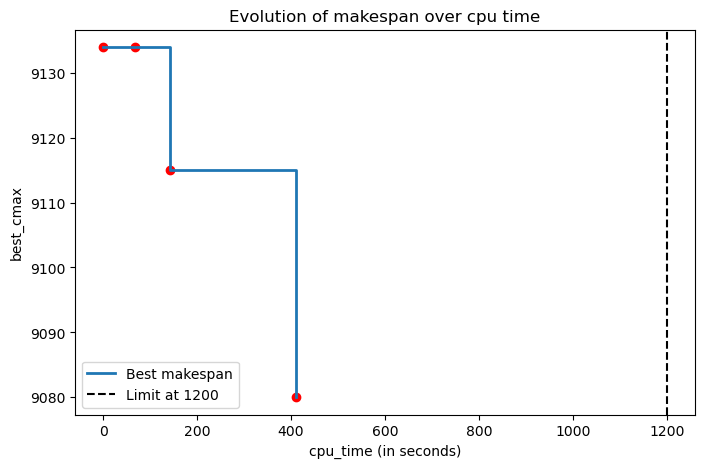 Evolution of makespan over cpu time
best_cmax
9130
9120
9110
9100
9090
9080
0 200 400 600 800 1000 1200
cpu_time (in seconds)
Best makespan
Limit at 1200